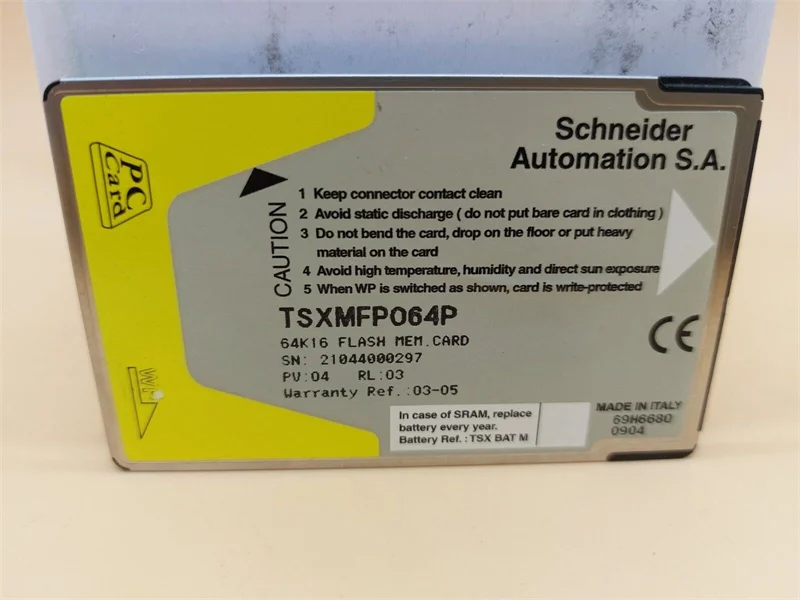 PC
Card
Schneider
Automation S.A.
CAUTION
1 Keep connector contact clean
2 Avoid static discharge ( do not put bare card in clothing )
3 Do not bend the card, drop on the floor or put heavy
material on the card
4 Avoid high temperature, humidity and direct sun exposure
5 When WP is switched as shown, card is write-protected
TSXMFP064P
64K16 FLASH MEM.CARD
SN: 21044000297
PV:04 RL:03
Warranty Ref.:03-05
WP
In case of SRAM, replace
battery every year.
Battery Ref. : TSX BAT M
CE
MADE IN ITALY
69H6680
0904